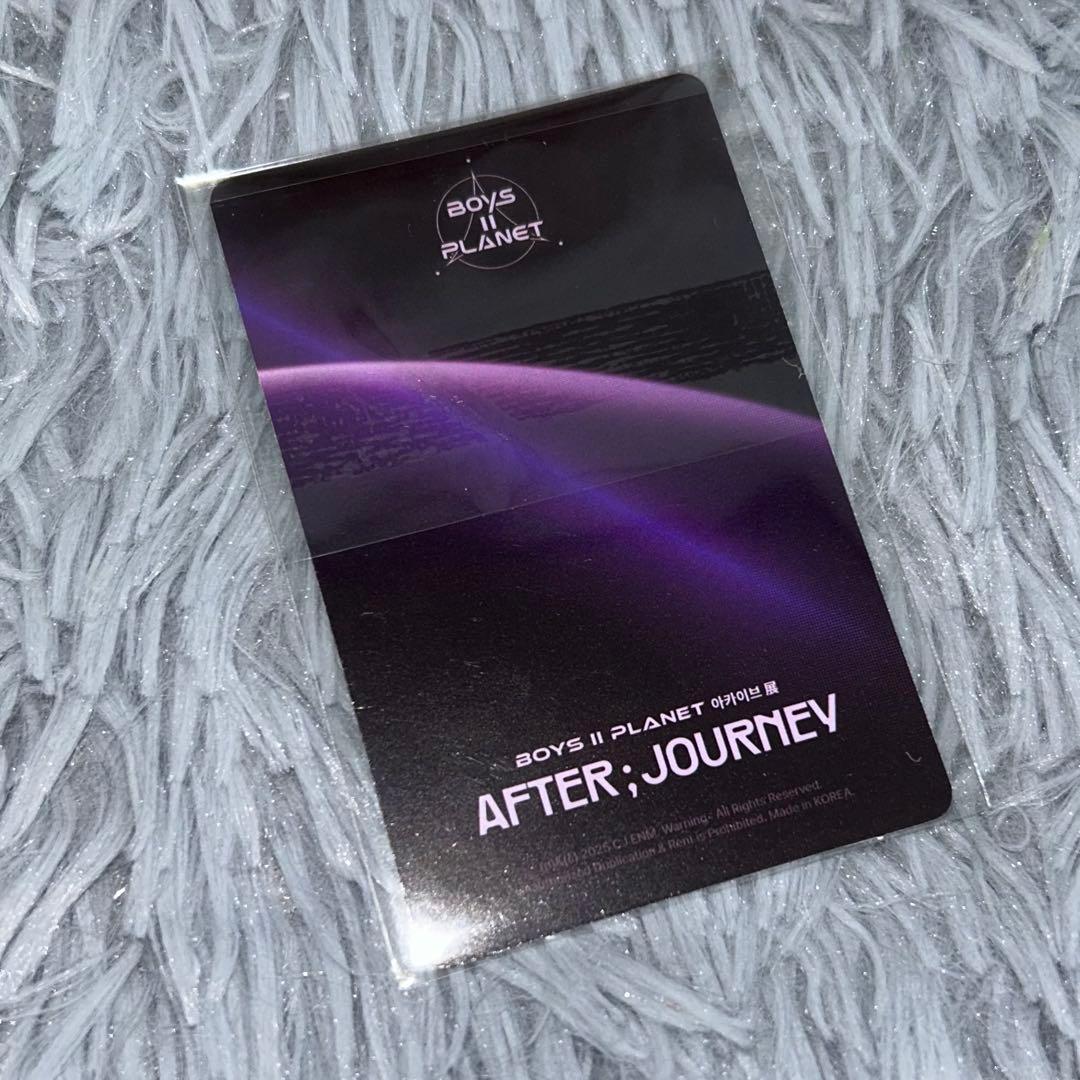 BOYS
II
PLANET
BOYS II PLANET 아카이브 展
AFTER ; JOURNEY
2025 CJ ENM. Warning- All Rights Reserved.
Duplication & Rent is Prohibited. Made in KOREA.